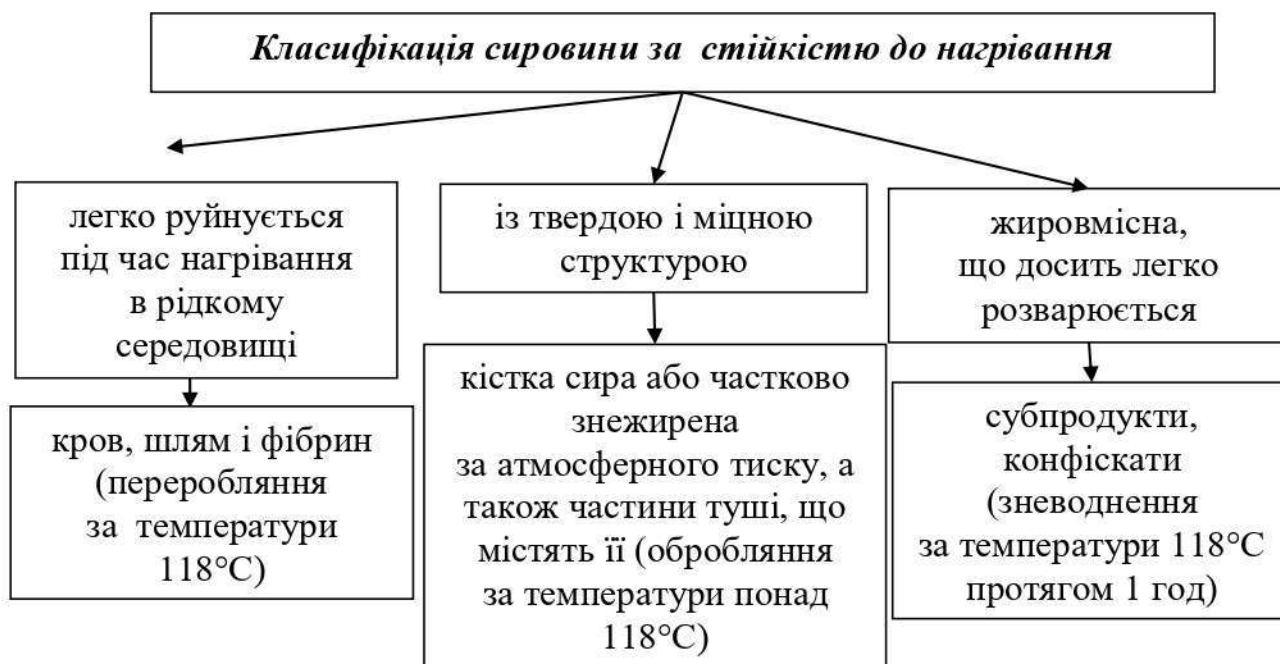 Класифікація сировини за стійкістю до нагрівання
легко руйнується
під час нагрівання
в рідкому
середовищі
із твердою і міцною
структурою
жировмісна,
що досить легко
розварюється
кров, шлям і фібрин
(переробляння
за температури
118°С)
кістка сира або частково
знежирена
за атмосферного тиску, а
також частини туші, що
містять її (обробляння
за температури понад
118°С)
субпродукти,
конфіскати
(зневоднення
за температури 118°С
протягом 1 год)